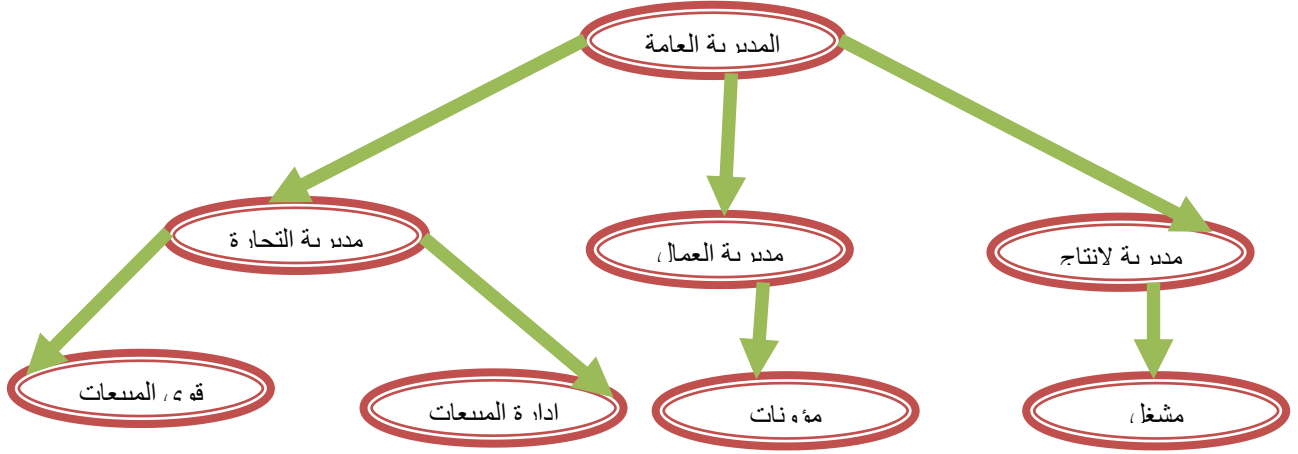 المديرية العامة
مديرية لانتاج
مديرية العمال
مديرية التجارة
مشغل
مؤونات
ادارة المبيعات
قوى المبيعات